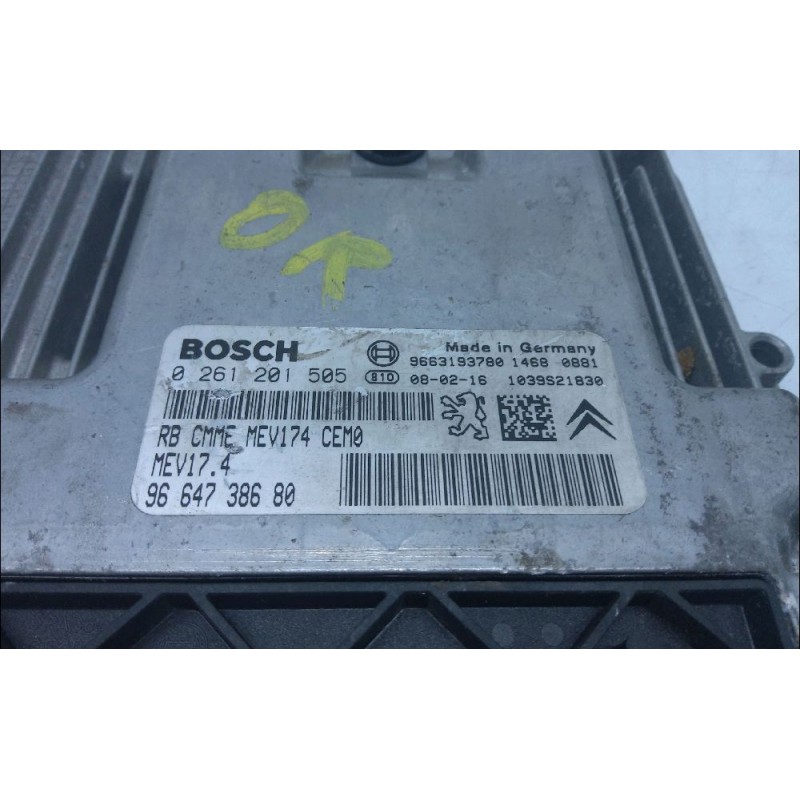 OK
BOSCH
Made in Germany
9663193780 1468 0881
0 261 201 505
810 08-02-16 1039S21830
RB CMME MEV174 CEM0
MEV17.4
96 647 386 80